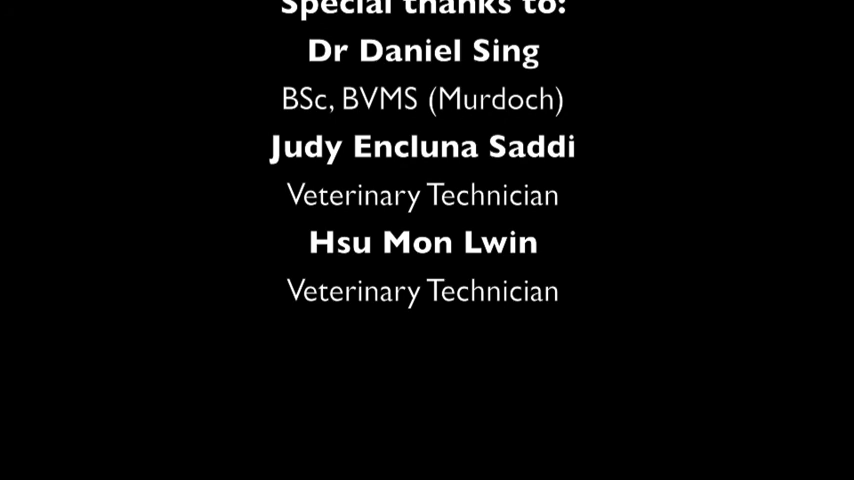 Special thanks to:
Dr Daniel Sing
BSc, BVMS (Murdoch)
Judy Encluna Saddi
Veterinary Technician
Hsu Mon Lwin
Veterinary Technician